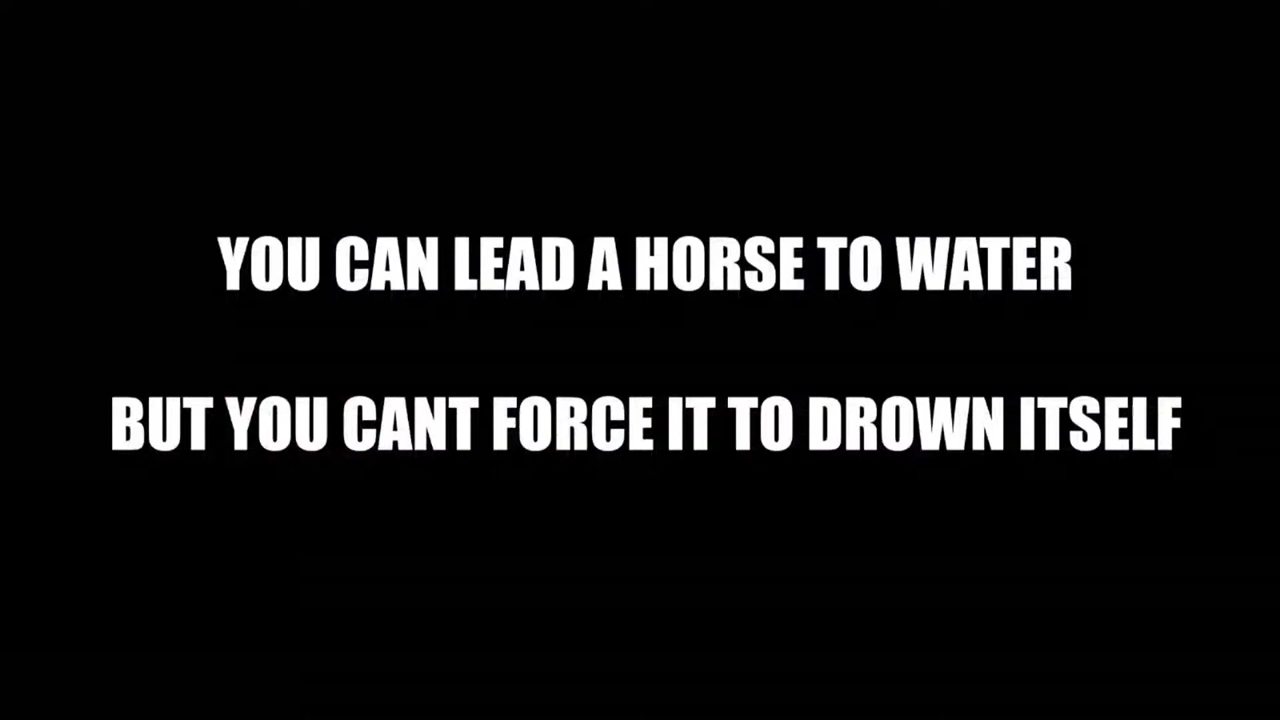 YOU CAN LEAD A HORSE TO WATER
BUT YOU CANT FORCE IT TO DROWN ITSELF